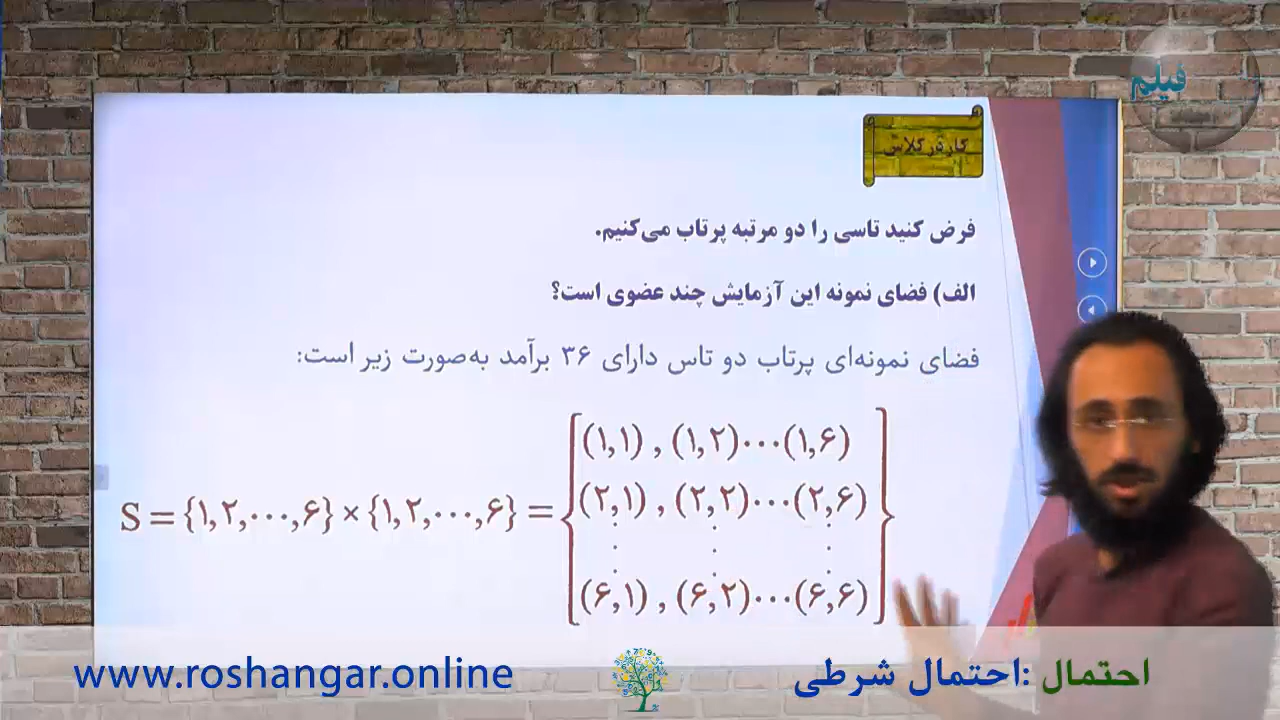 فیلم
کار در کلاس
فرض کنید تاسی را دو مرتبه پرتاب می‌کنیم.
الف) فضای نمونه این آزمایش چند عضوی است؟
فضای نمونه‌ای پرتاب دو تاس دارای ۳۶ برآمد به‌صورت زیر است:
(۱,۱) , (۱,۲)⋯(۱,۶)
(۲,۱) , (۲,۲)⋯(۲,۶)
S = {۱,۲,⋯,۶} × {۱,۲,⋯,۶} =
(۶,۱) , (۶,۲)⋯(۶,۶)
احتمال :احتمال شرطی
www.roshangar.online